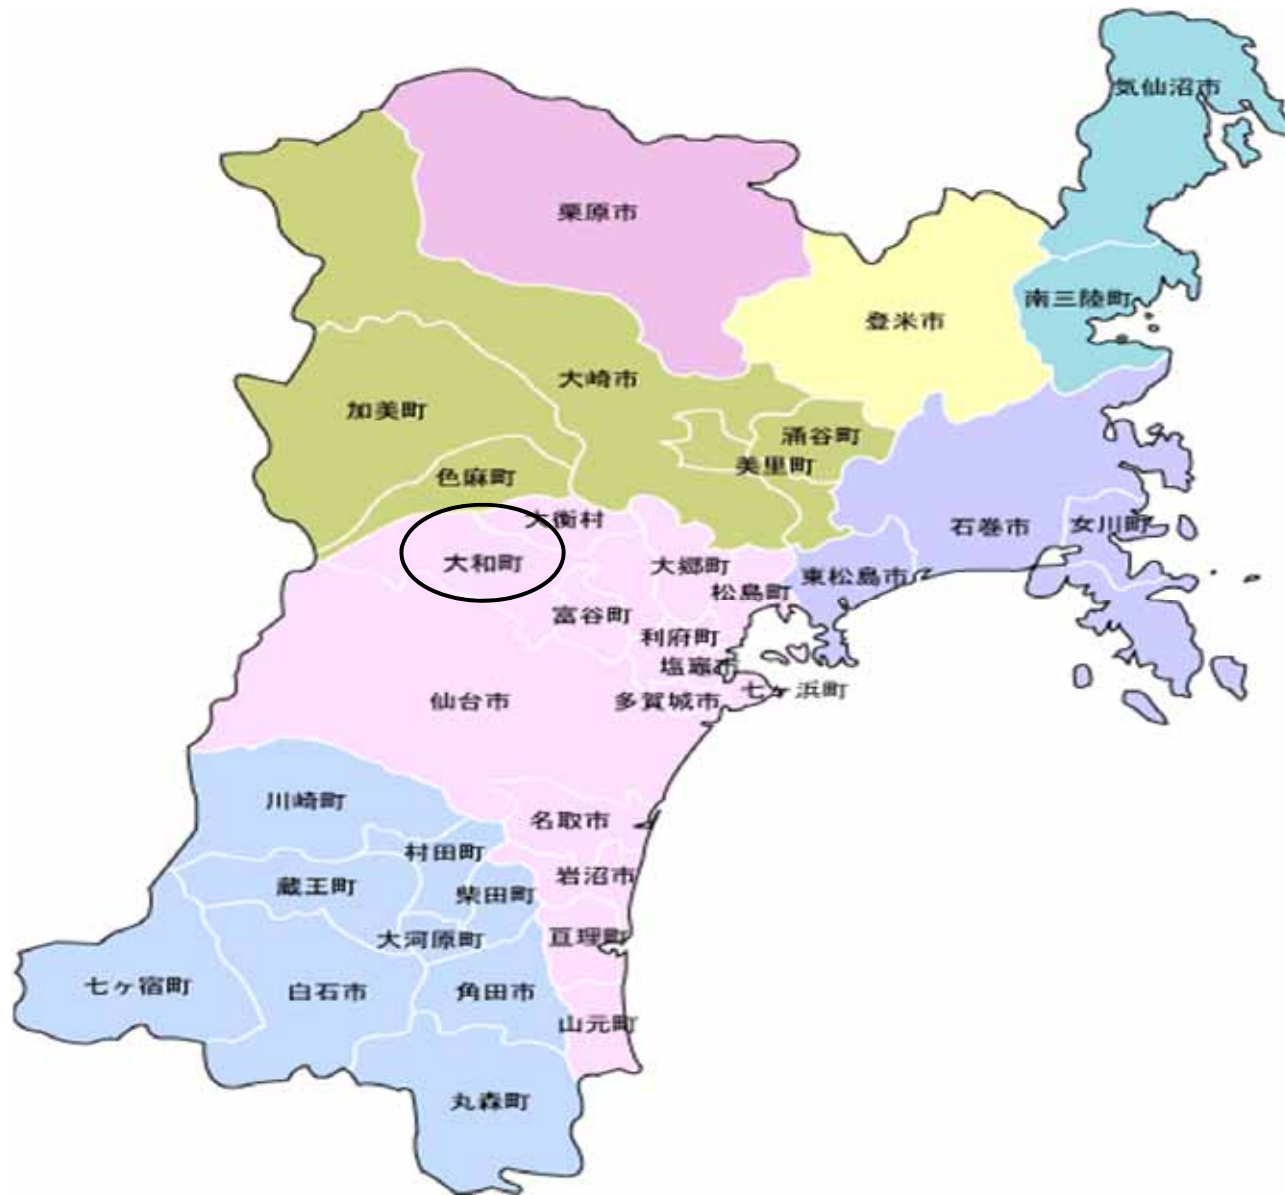 気仙沼市
栗原市
南三陸町
登米市
大崎市
加美町
涌谷町
美里町
色麻町
大衡村
石巻市
女川町
大和町
大郷町
東松島市
松島町
富谷町
利府町
塩竈市
七ヶ浜町
仙台市
多賀城市
川崎町
名取市
村田町
岩沼市
蔵王町
柴田町
大河原町
亘理町
七ヶ宿町
白石市
角田市
山元町
丸森町